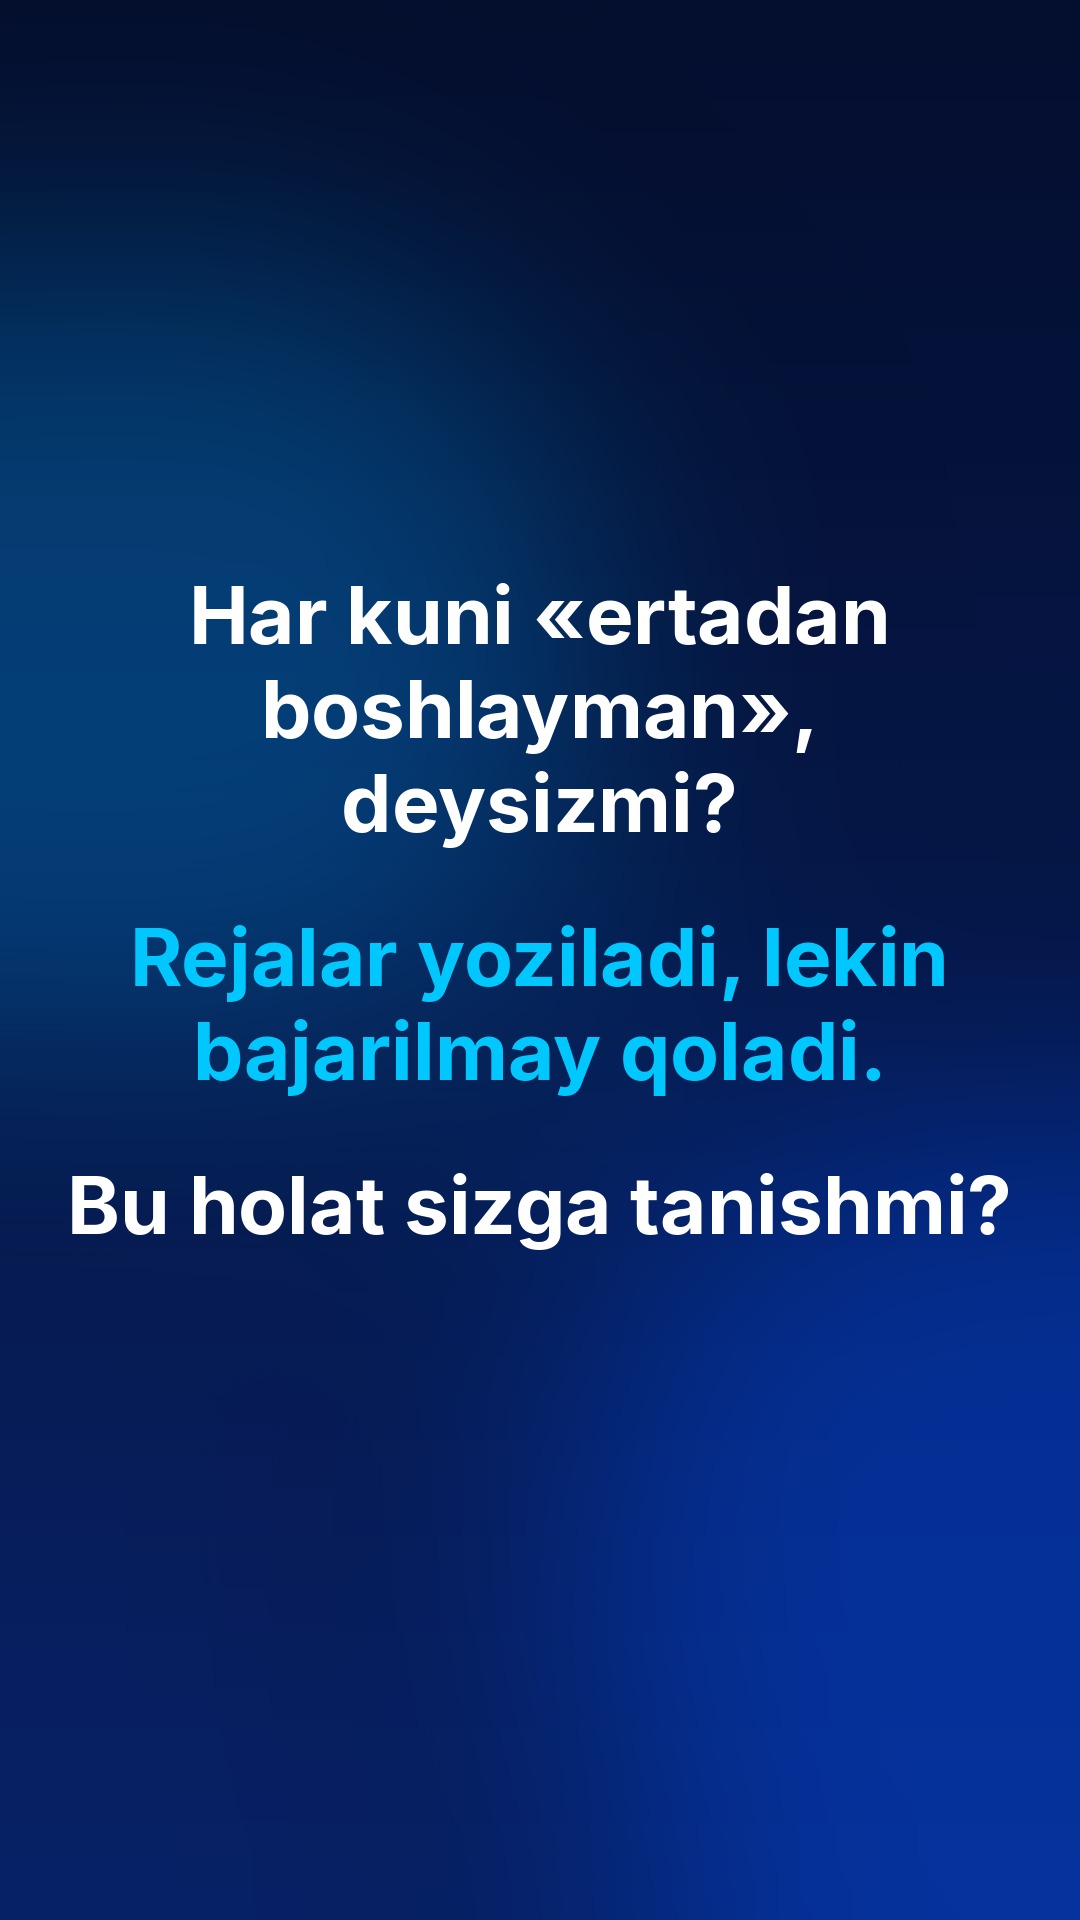 Har kuni «ertadan
boshlayman»,
deysizmi?
Rejalar yoziladi, lekin
bajarilmay qoladi.
Bu holat sizga tanishmi?